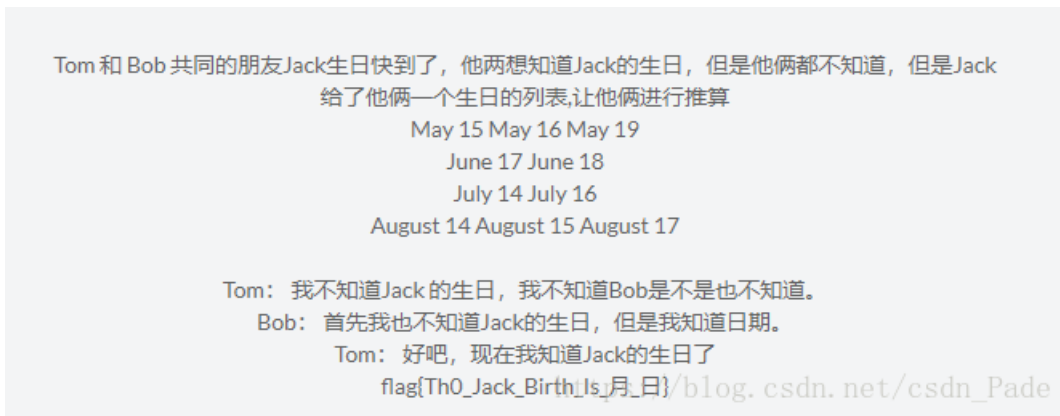 Tom 和 Bob 共同的朋友Jack生日快到了，他两想知道Jack的生日，但是他俩都不知道，但是Jack
给了他俩一个生日的列表,让他俩进行推算
May 15 May 16 May 19
June 17 June 18
July 14 July 16
August 14 August 15 August 17
Tom： 我不知道Jack 的生日，我不知道Bob是不是也不知道。
Bob： 首先我也不知道Jack的生日，但是我知道日期。
Tom： 好吧，现在我知道Jack的生日了
flag{Th0_Jack_Birth_Is_月_日}
https://blog.csdn.net/csdn_Pade